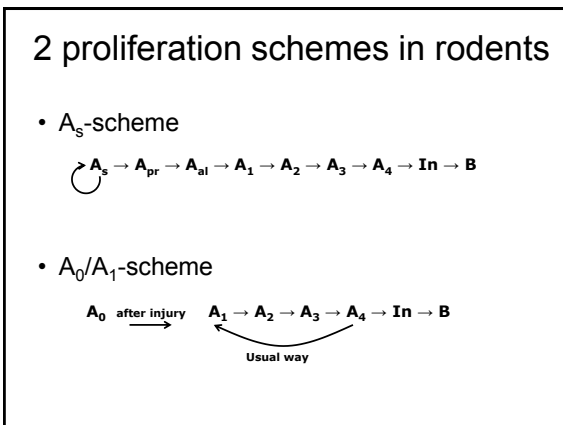 2 proliferation schemes in rodents
• Aₛ-scheme
Aₛ → Aₚᵣ → Aₐₗ → A₁ → A₂ → A₃ → A₄ → In → B
• A₀/A₁-scheme
A₀ after injury → A₁ → A₂ → A₃ → A₄ → In → B
Usual way